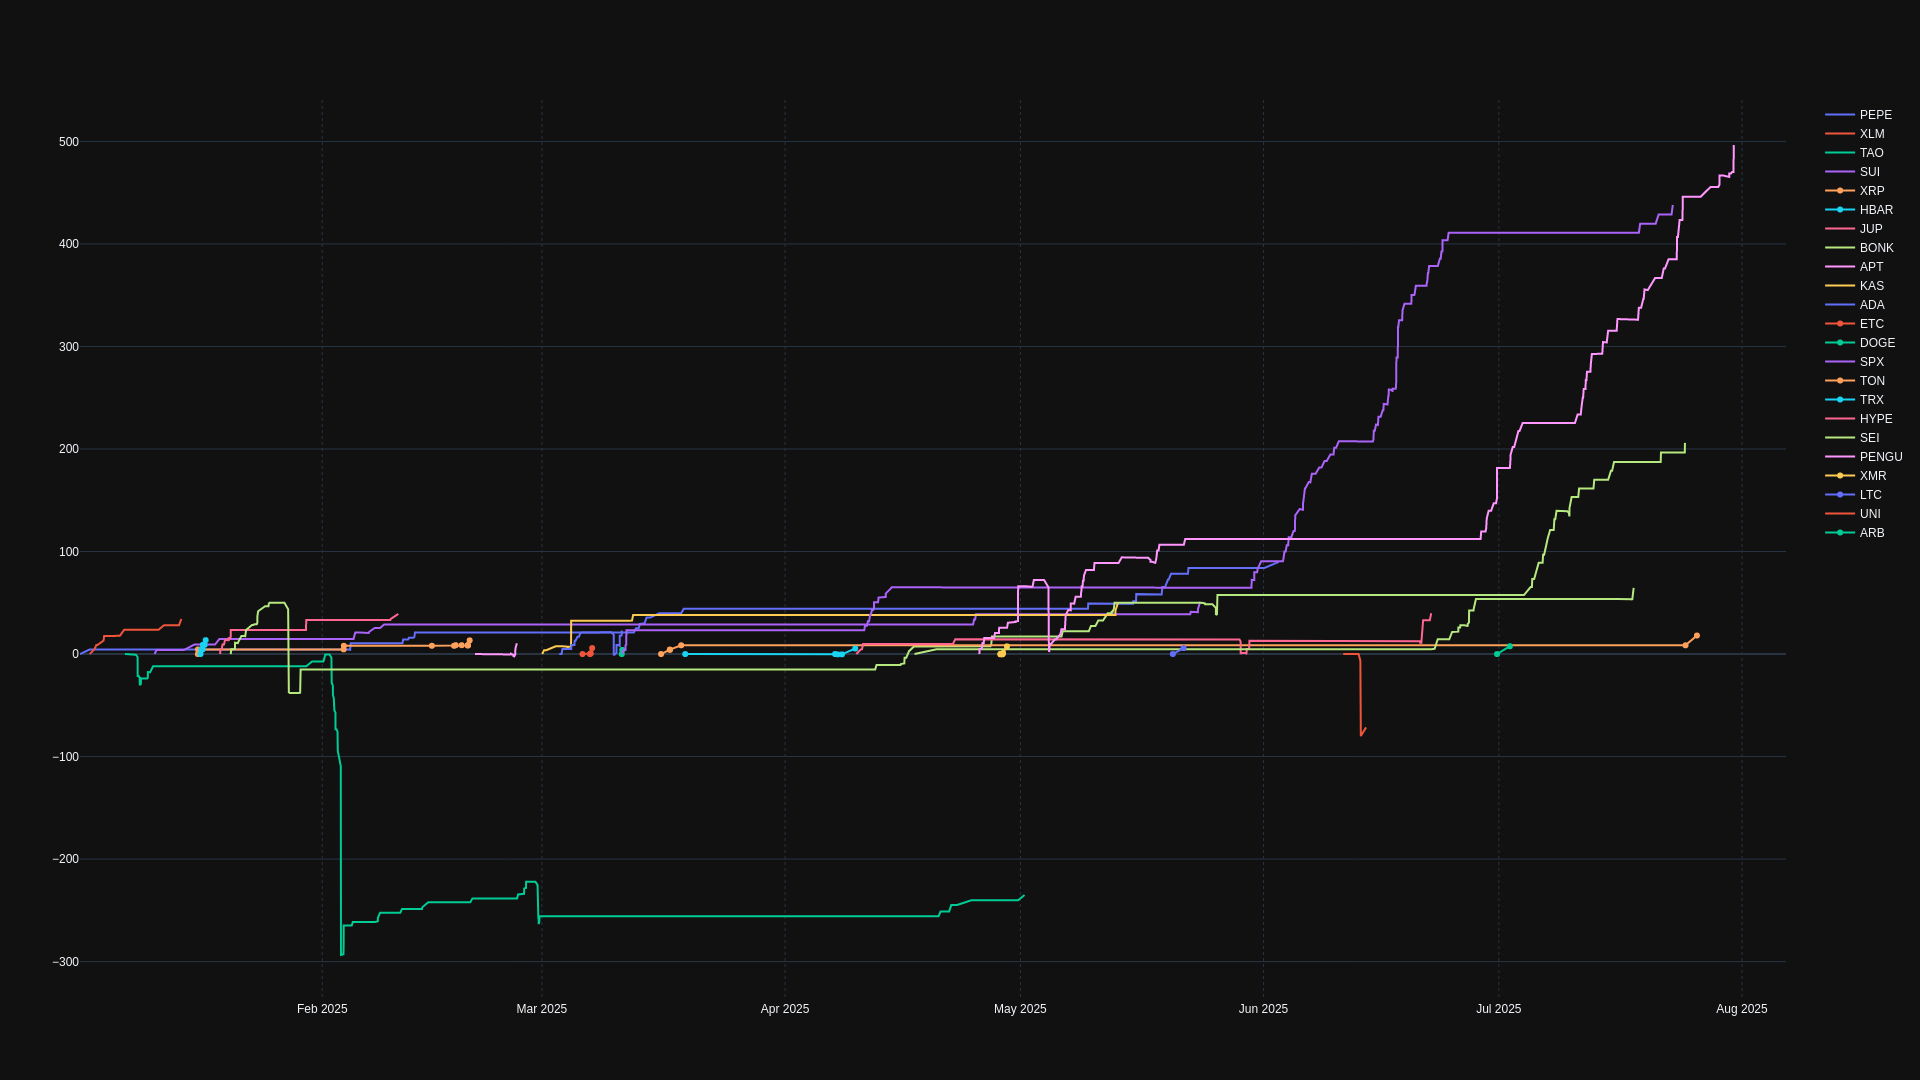 500
400
300
200
100
0
−100
−200
−300
Feb 2025
Mar 2025
Apr 2025
May 2025
Jun 2025
Jul 2025
Aug 2025
PEPE
XLM
TAO
SUI
XRP
HBAR
JUP
BONK
APT
KAS
ADA
ETC
DOGE
SPX
TON
TRX
HYPE
SEI
PENGU
XMR
LTC
UNI
ARB